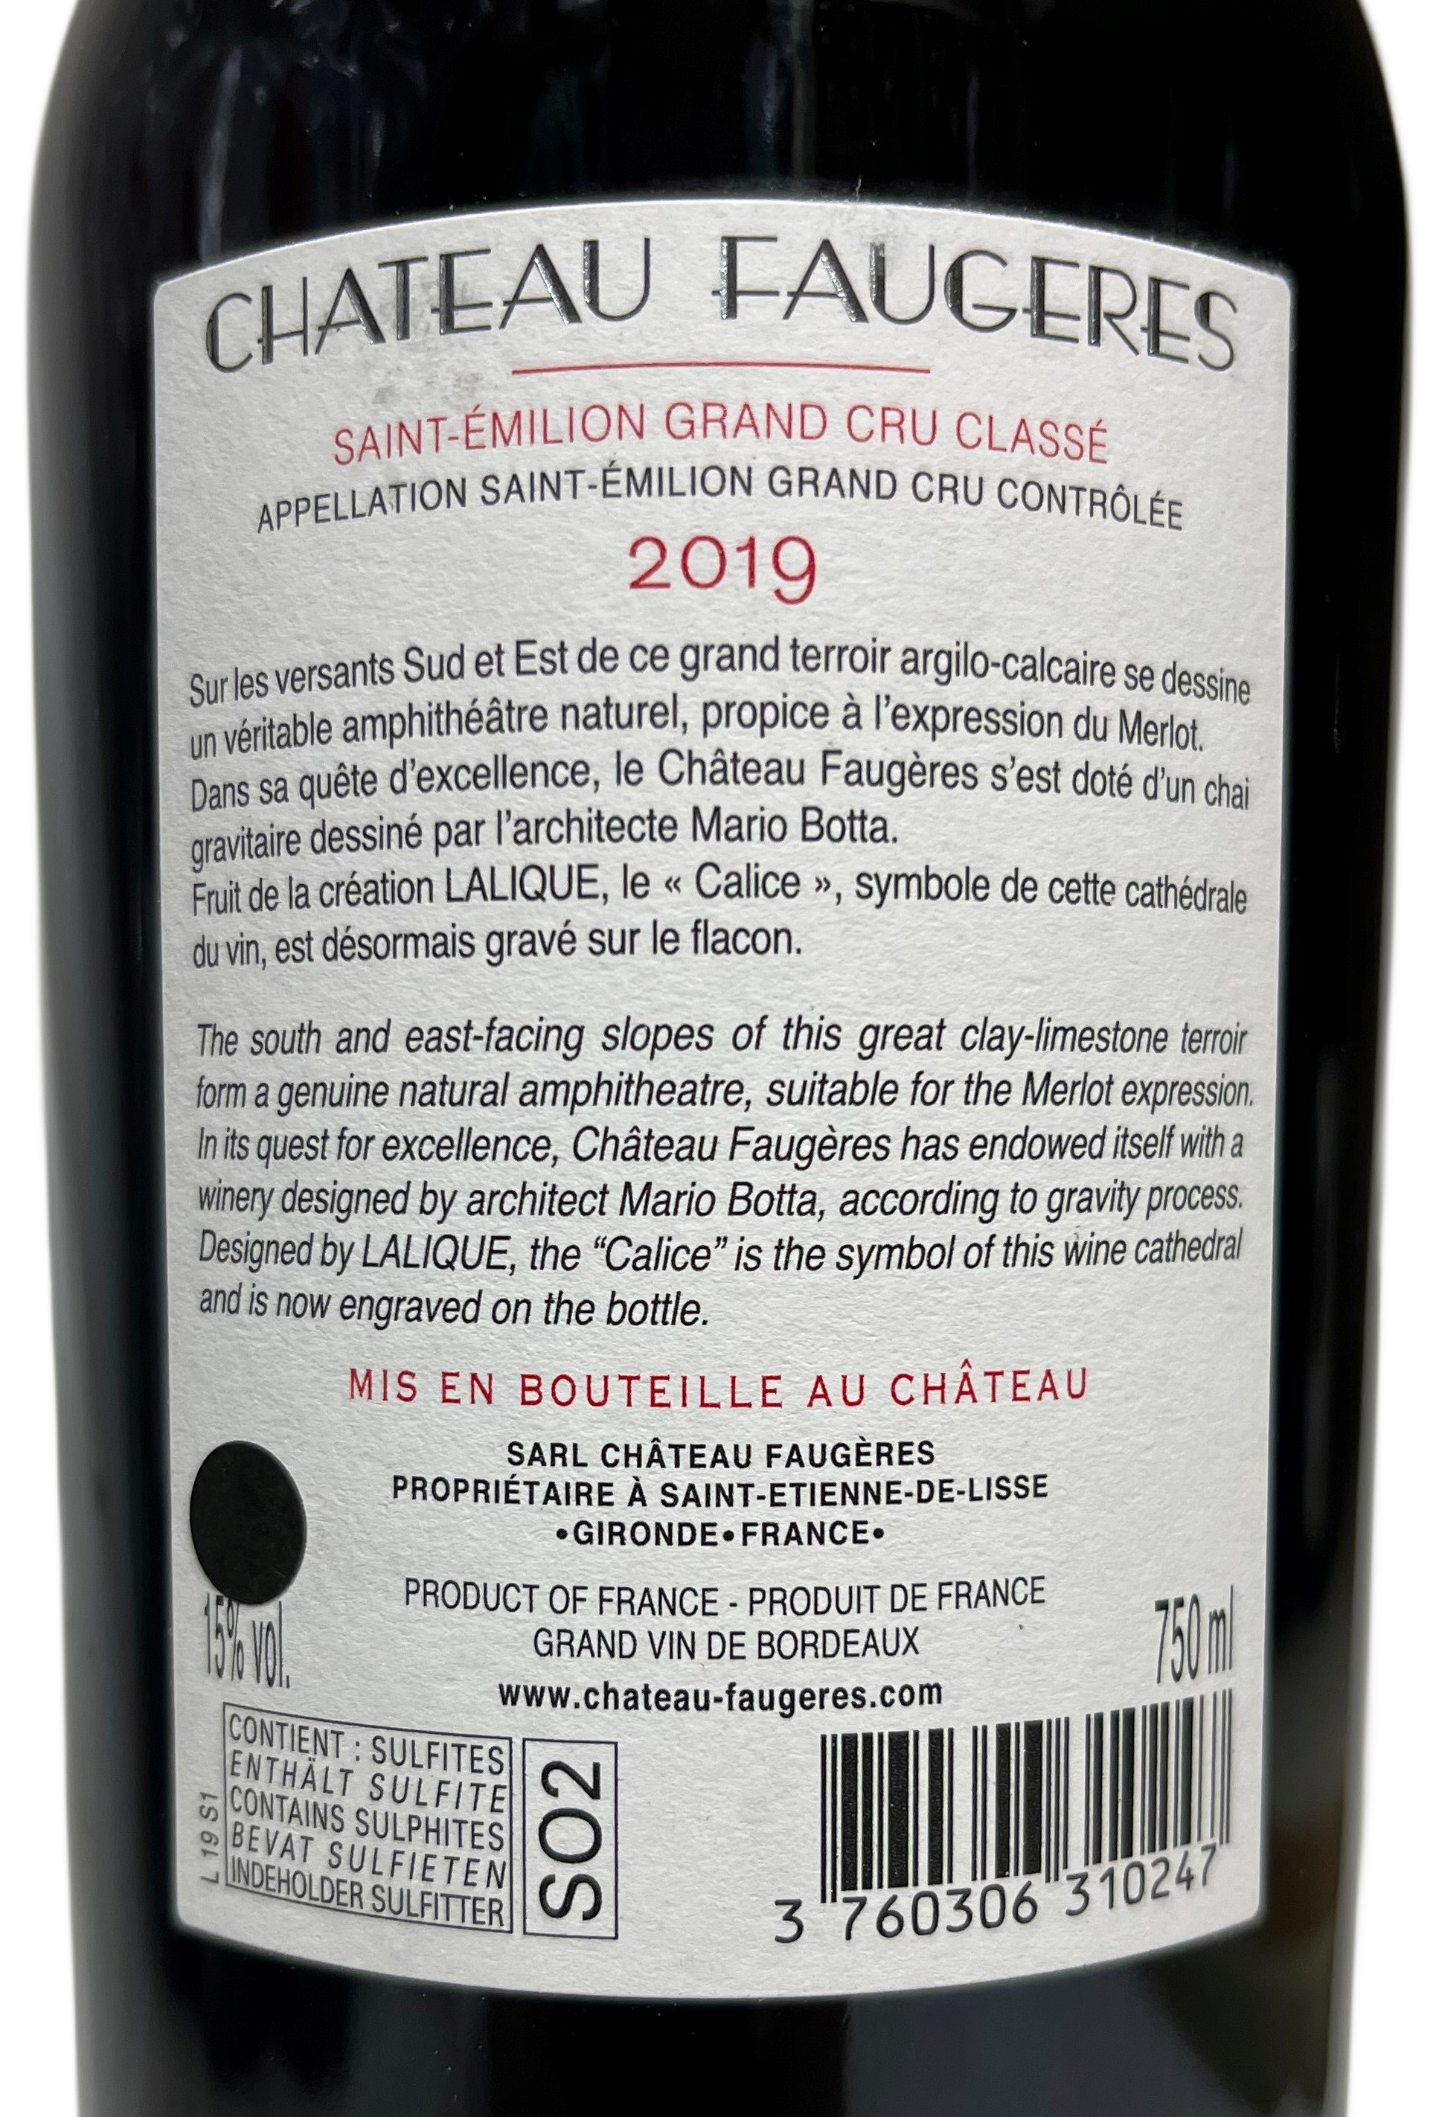 CHATEAU FAUGERES
SAINT-ÉMILION GRAND CRU CLASSÉ
APPELLATION SAINT-ÉMILION GRAND CRU CONTRÔLÉE
2019
Sur les versants Sud et Est de ce grand terroir argilo-calcaire se dessine
un véritable amphithéâtre naturel, propice à l'expression du Merlot.
Dans sa quête d'excellence, le Château Faugères s'est doté d'un chai
gravitaire dessiné par l'architecte Mario Botta.
Fruit de la création LALIQUE, le « Calice », symbole de cette cathédrale
du vin, est désormais gravé sur le flacon.
The south and east-facing slopes of this great clay-limestone terroir
form a genuine natural amphitheatre, suitable for the Merlot expression.
In its quest for excellence, Château Faugères has endowed itself with a
winery designed by architect Mario Botta, according to gravity process.
Designed by LALIQUE, the “Calice” is the symbol of this wine cathedral
and is now engraved on the bottle.
MIS EN BOUTEILLE AU CHÂTEAU
SARL CHÂTEAU FAUGÈRES
PROPRIÉTAIRE À SAINT-ETIENNE-DE-LISSE
•GIRONDE•FRANCE•
PRODUCT OF FRANCE - PRODUIT DE FRANCE
GRAND VIN DE BORDEAUX
www.chateau-faugeres.com
15% vol.
750 ml
CONTIENT : SULFITES
ENTHÄLT SULFITE
CONTAINS SULPHITES
BEVAT SULFIETEN
INDEHOLDER SULFITTER
SO2
L 19 S1
3 760306 310247